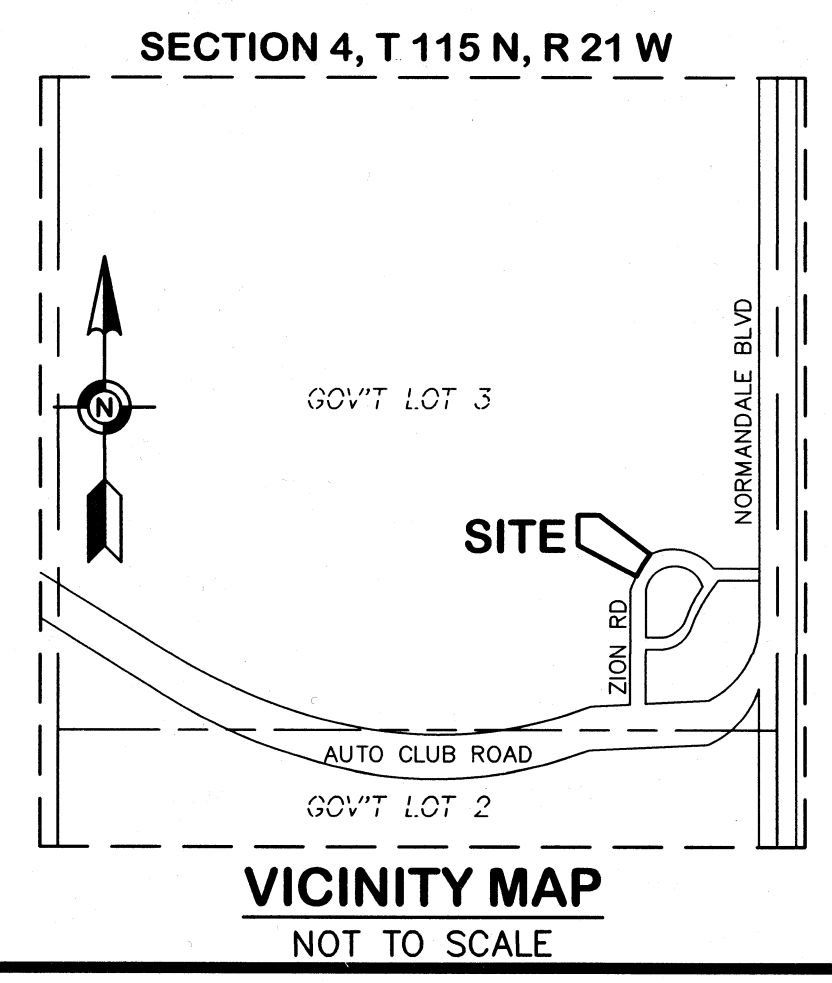 SECTION 4, T 115 N, R 21 W
NORMANDALE BLVD
N
GOV'T LOT 3
SITE
ZION RD
AUTO CLUB ROAD
GOV'T LOT 2
VICINITY MAP
NOT TO SCALE